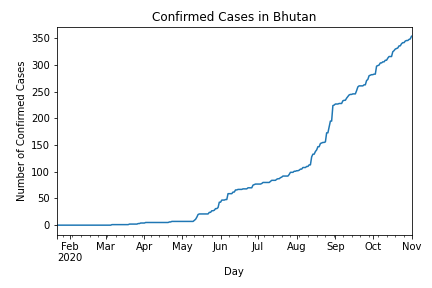 Confirmed Cases in Bhutan
Number of Confirmed Cases
350
300
250
200
150
100
50
0
Feb Mar Apr May Jun Jul Aug Sep Oct Nov
2020
Day